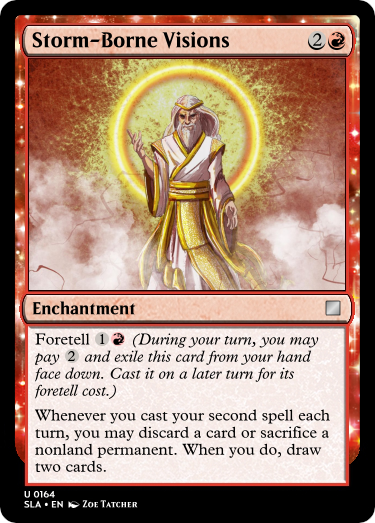 Storm-Borne Visions 2
Enchantment
Foretell 1 (During your turn, you may
pay 2 and exile this card from your hand
face down. Cast it on a later turn for its
foretell cost.)
Whenever you cast your second spell each
turn, you may discard a card or sacrifice a
nonland permanent. When you do, draw
two cards.
U 0164
SLA • EN Zoe Tatcher